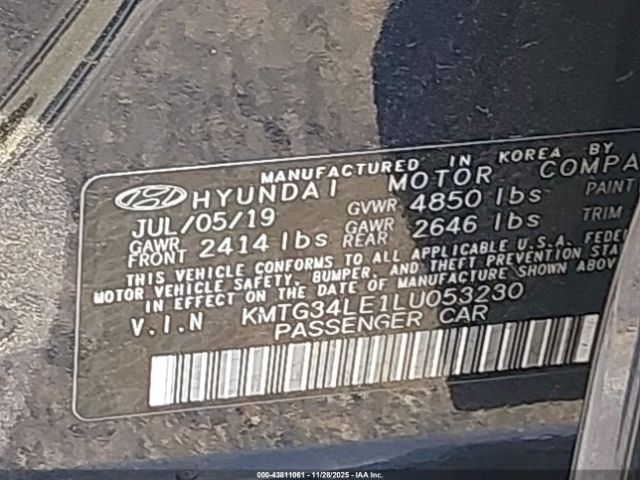 MANUFACTURED IN KOREA BY
HYUNDAI MOTOR COMPA
JUL/05/19 GVWR 4850 lbs PAINT
GAWR FRONT 2414 lbs GAWR REAR 2646 lbs TRIM
THIS VEHICLE CONFORMS TO ALL APPLICABLE U.S.A. FEDE
MOTOR VEHICLE SAFETY, BUMPER, AND THEFT PREVENTION STA
IN EFFECT ON THE DATE OF MANUFACTURE SHOWN ABOV
V.I.N KMTG34LE1LU053230
PASSENGER CAR
000-43811061 - 11/28/2025 - IAA Inc.